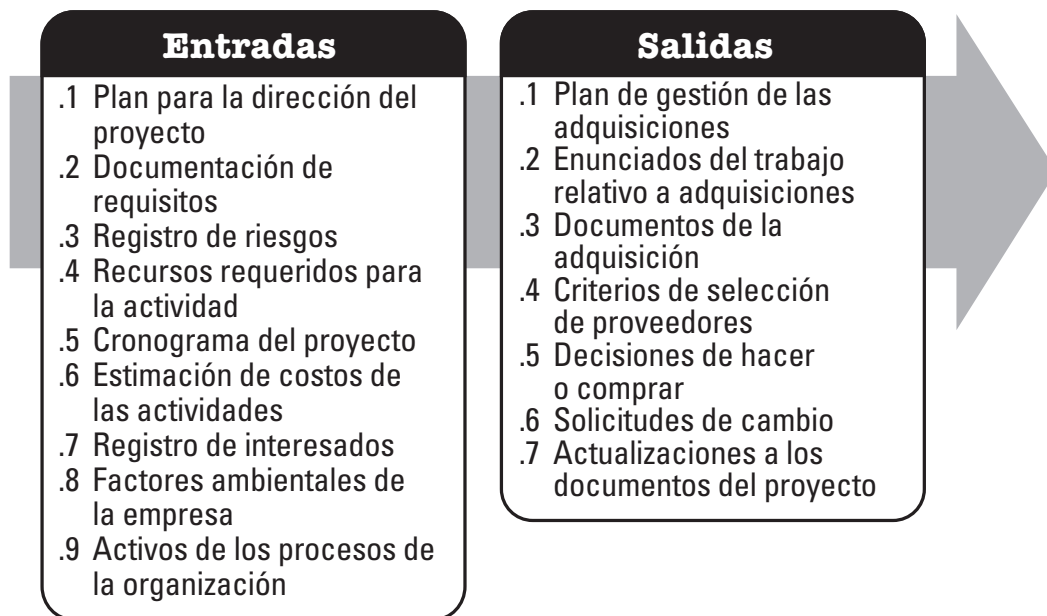 Entradas
.1 Plan para la dirección del
proyecto
.2 Documentación de
requisitos
.3 Registro de riesgos
.4 Recursos requeridos para
la actividad
.5 Cronograma del proyecto
.6 Estimación de costos de
las actividades
.7 Registro de interesados
.8 Factores ambientales de
la empresa
.9 Activos de los procesos de
la organización
Salidas
.1 Plan de gestión de las
adquisiciones
.2 Enunciados del trabajo
relativo a adquisiciones
.3 Documentos de la
adquisición
.4 Criterios de selección
de proveedores
.5 Decisiones de hacer
o comprar
.6 Solicitudes de cambio
.7 Actualizaciones a los
documentos del proyecto